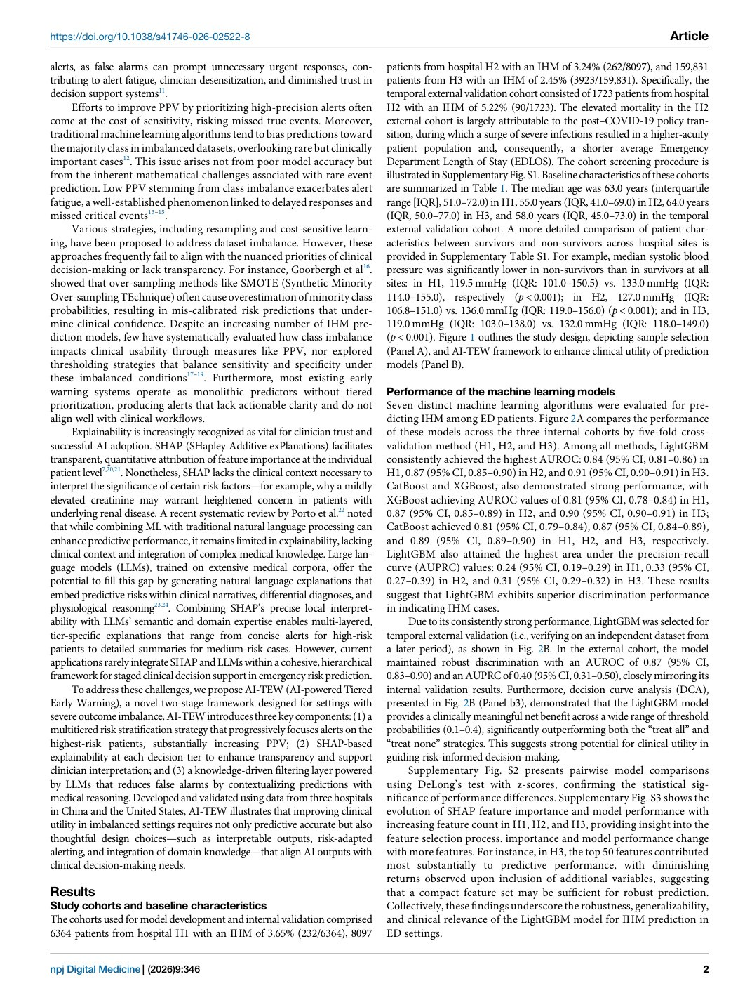 https://doi.org/10.1038/s41746-026-02522-8
Article
alerts, as false alarms can prompt unnecessary urgent responses, con-
tributing to alert fatigue, clinician desensitization, and diminished trust in
decision support systems11.
Efforts to improve PPV by prioritizing high-precision alerts often
come at the cost of sensitivity, risking missed true events. Moreover,
traditional machine learning algorithms tend to bias predictions toward
the majority class in imbalanced datasets, overlooking rare but clinically
important cases12. This issue arises not from poor model accuracy but
from the inherent mathematical challenges associated with rare event
prediction. Low PPV stemming from class imbalance exacerbates alert
fatigue, a well-established phenomenon linked to delayed responses and
missed critical events13–15.
Various strategies, including resampling and cost-sensitive learn-
ing, have been proposed to address dataset imbalance. However, these
approaches frequently fail to align with the nuanced priorities of clinical
decision-making or lack transparency. For instance, Goorbergh et al16.
showed that over-sampling methods like SMOTE (Synthetic Minority
Over-sampling TEchnique) often cause overestimation of minority class
probabilities, resulting in mis-calibrated risk predictions that under-
mine clinical confidence. Despite an increasing number of IHM pre-
diction models, few have systematically evaluated how class imbalance
impacts clinical usability through measures like PPV, nor explored
thresholding strategies that balance sensitivity and specificity under
these imbalanced conditions17–19. Furthermore, most existing early
warning systems operate as monolithic predictors without tiered
prioritization, producing alerts that lack actionable clarity and do not
align well with clinical workflows.
Explainability is increasingly recognized as vital for clinician trust and
successful AI adoption. SHAP (SHapley Additive exPlanations) facilitates
transparent, quantitative attribution of feature importance at the individual
patient level7,20,21. Nonetheless, SHAP lacks the clinical context necessary to
interpret the significance of certain risk factors—for example, why a mildly
elevated creatinine may warrant heightened concern in patients with
underlying renal disease. A recent systematic review by Porto et al.22 noted
that while combining ML with traditional natural language processing can
enhance predictive performance, it remains limited in explainability, lacking
clinical context and integration of complex medical knowledge. Large lan-
guage models (LLMs), trained on extensive medical corpora, offer the
potential to fill this gap by generating natural language explanations that
embed predictive risks within clinical narratives, differential diagnoses, and
physiological reasoning23,24. Combining SHAP's precise local interpret-
ability with LLMs' semantic and domain expertise enables multi-layered,
tier-specific explanations that range from concise alerts for high-risk
patients to detailed summaries for medium-risk cases. However, current
applications rarely integrate SHAP and LLMs within a cohesive, hierarchical
framework for staged clinical decision support in emergency risk prediction.
To address these challenges, we propose AI-TEW (AI-powered Tiered
Early Warning), a novel two-stage framework designed for settings with
severe outcome imbalance. AI-TEW introduces three key components: (1) a
multitiered risk stratification strategy that progressively focuses alerts on the
highest-risk patients, substantially increasing PPV; (2) SHAP-based
explainability at each decision tier to enhance transparency and support
clinician interpretation; and (3) a knowledge-driven filtering layer powered
by LLMs that reduces false alarms by contextualizing predictions with
medical reasoning. Developed and validated using data from three hospitals
in China and the United States, AI-TEW illustrates that improving clinical
utility in imbalanced settings requires not only predictive accurate but also
thoughtful design choices—such as interpretable outputs, risk-adapted
alerting, and integration of domain knowledge—that align AI outputs with
clinical decision-making needs.
Results
Study cohorts and baseline characteristics
The cohorts used for model development and internal validation comprised
6364 patients from hospital H1 with an IHM of 3.65% (232/6364), 8097
patients from hospital H2 with an IHM of 3.24% (262/8097), and 159,831
patients from H3 with an IHM of 2.45% (3923/159,831). Specifically, the
temporal external validation cohort consisted of 1723 patients from hospital
H2 with an IHM of 5.22% (90/1723). The elevated mortality in the H2
external cohort is largely attributable to the post–COVID-19 policy tran-
sition, during which a surge of severe infections resulted in a higher-acuity
patient population and, consequently, a shorter average Emergency
Department Length of Stay (EDLOS). The cohort screening procedure is
illustrated in Supplementary Fig. S1. Baseline characteristics of these cohorts
are summarized in Table 1. The median age was 63.0 years (interquartile
range [IQR], 51.0–72.0) in H1, 55.0 years (IQR, 41.0–69.0) in H2, 64.0 years
(IQR, 50.0–77.0) in H3, and 58.0 years (IQR, 45.0–73.0) in the temporal
external validation cohort. A more detailed comparison of patient char-
acteristics between survivors and non-survivors across hospital sites is
provided in Supplementary Table S1. For example, median systolic blood
pressure was significantly lower in non-survivors than in survivors at all
sites: in H1, 119.5 mmHg (IQR: 101.0–150.5) vs. 133.0 mmHg (IQR:
114.0–155.0), respectively (p < 0.001); in H2, 127.0 mmHg (IQR:
106.8–151.0) vs. 136.0 mmHg (IQR: 119.0–156.0) (p < 0.001); and in H3,
119.0 mmHg (IQR: 103.0–138.0) vs. 132.0 mmHg (IQR: 118.0–149.0)
(p < 0.001). Figure 1 outlines the study design, depicting sample selection
(Panel A), and AI-TEW framework to enhance clinical utility of prediction
models (Panel B).
Performance of the machine learning models
Seven distinct machine learning algorithms were evaluated for pre-
dicting IHM among ED patients. Figure 2A compares the performance
of these models across the three internal cohorts by five-fold cross-
validation method (H1, H2, and H3). Among all methods, LightGBM
consistently achieved the highest AUROC: 0.84 (95% CI, 0.81–0.86) in
H1, 0.87 (95% CI, 0.85–0.90) in H2, and 0.91 (95% CI, 0.90–0.91) in H3.
CatBoost and XGBoost, also demonstrated strong performance, with
XGBoost achieving AUROC values of 0.81 (95% CI, 0.78–0.84) in H1,
0.87 (95% CI, 0.85–0.89) in H2, and 0.90 (95% CI, 0.90–0.91) in H3;
CatBoost achieved 0.81 (95% CI, 0.79–0.84), 0.87 (95% CI, 0.84–0.89),
and 0.89 (95% CI, 0.89–0.90) in H1, H2, and H3, respectively.
LightGBM also attained the highest area under the precision-recall
curve (AUPRC) values: 0.24 (95% CI, 0.19–0.29) in H1, 0.33 (95% CI,
0.27–0.39) in H2, and 0.31 (95% CI, 0.29–0.32) in H3. These results
suggest that LightGBM exhibits superior discrimination performance
in indicating IHM cases.
Due to its consistently strong performance, LightGBM was selected for
temporal external validation (i.e., verifying on an independent dataset from
a later period), as shown in Fig. 2B. In the external cohort, the model
maintained robust discrimination with an AUROC of 0.87 (95% CI,
0.83–0.90) and an AUPRC of 0.40 (95% CI, 0.31–0.50), closely mirroring its
internal validation results. Furthermore, decision curve analysis (DCA),
presented in Fig. 2B (Panel b3), demonstrated that the LightGBM model
provides a clinically meaningful net benefit across a wide range of threshold
probabilities (0.1–0.4), significantly outperforming both the “treat all” and
“treat none” strategies. This suggests strong potential for clinical utility in
guiding risk-informed decision-making.
Supplementary Fig. S2 presents pairwise model comparisons
using DeLong's test with z-scores, confirming the statistical sig-
nificance of performance differences. Supplementary Fig. S3 shows the
evolution of SHAP feature importance and model performance with
increasing feature count in H1, H2, and H3, providing insight into the
feature selection process. importance and model performance change
with more features. For instance, in H3, the top 50 features contributed
most substantially to predictive performance, with diminishing
returns observed upon inclusion of additional variables, suggesting
that a compact feature set may be sufficient for robust prediction.
Collectively, these findings underscore the robustness, generalizability,
and clinical relevance of the LightGBM model for IHM prediction in
ED settings.
npj Digital Medicine | (2026)9:346
2